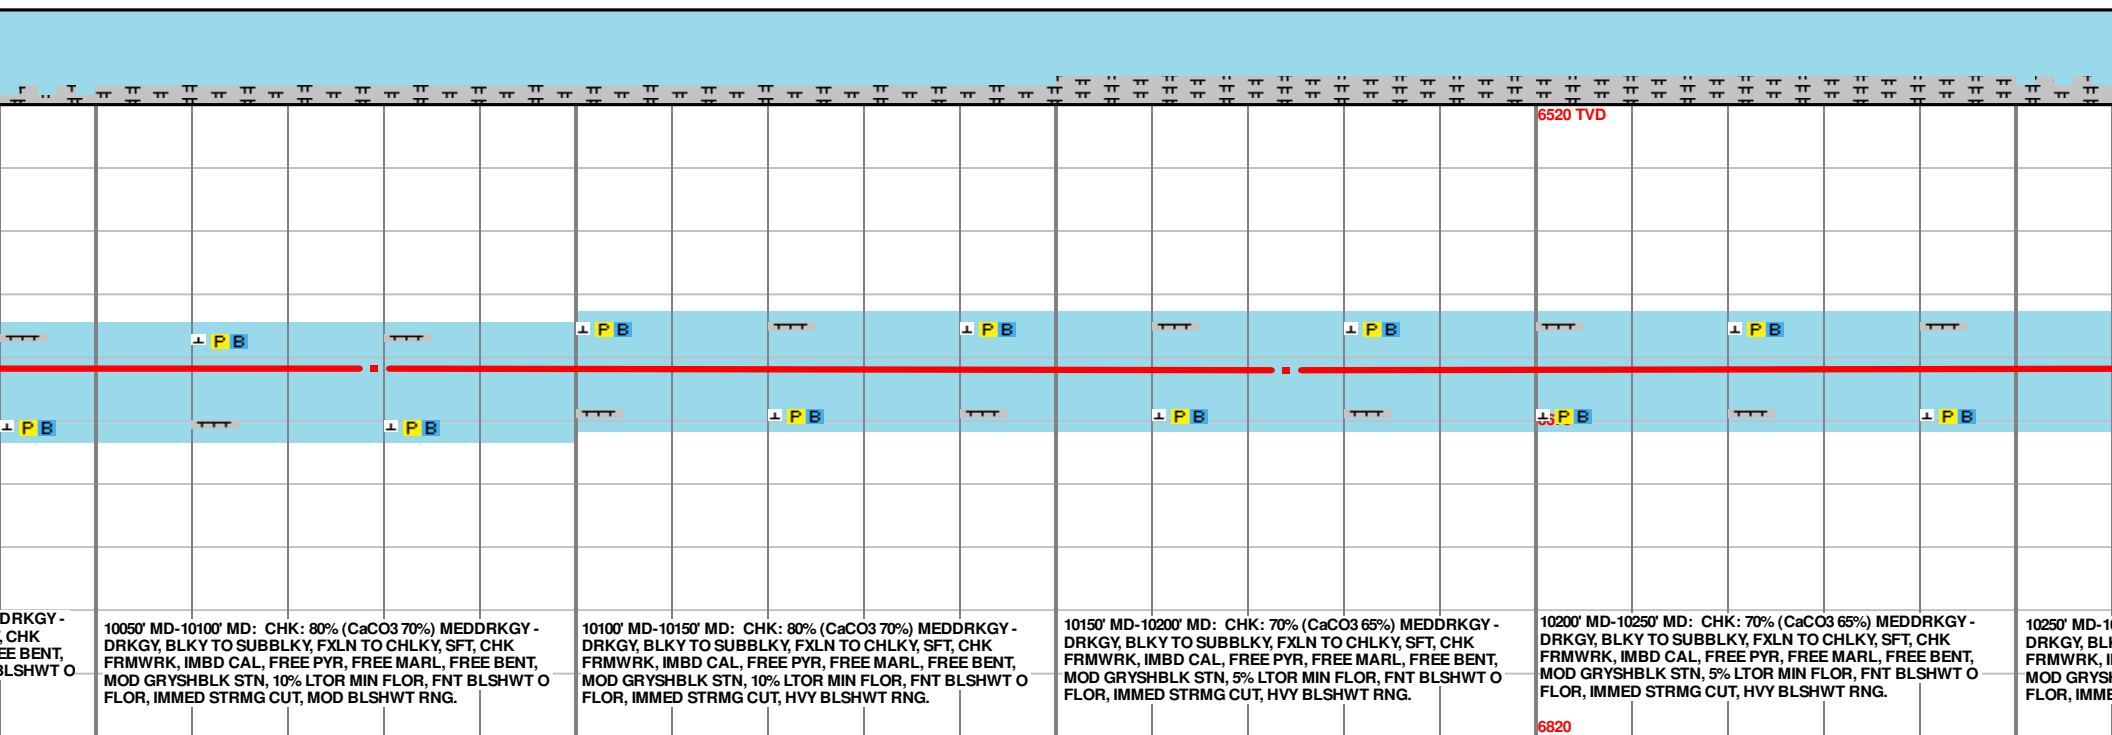 6520 TVD
P B
P B
P B
P B
P B
P B
P B
P B
P B
P B
P B
DRKGY -
, CHK
EE BENT,
BLSHWT O
10050' MD-10100' MD: CHK: 80% (CaCO3 70%) MEDDRKGY -
DRKGY, BLKY TO SUBBLKY, FXLN TO CHLKY, SFT, CHK
FRMWRK, IMBD CAL, FREE PYR, FREE MARL, FREE BENT,
MOD GRYSHBLK STN, 10% LTOR MIN FLOR, FNT BLSHWT O
FLOR, IMMED STRMG CUT, MOD BLSHWT RNG.
10100' MD-10150' MD: CHK: 80% (CaCO3 70%) MEDDRKGY -
DRKGY, BLKY TO SUBBLKY, FXLN TO CHLKY, SFT, CHK
FRMWRK, IMBD CAL, FREE PYR, FREE MARL, FREE BENT,
MOD GRYSHBLK STN, 10% LTOR MIN FLOR, FNT BLSHWT O
FLOR, IMMED STRMG CUT, HVY BLSHWT RNG.
10150' MD-10200' MD: CHK: 70% (CaCO3 65%) MEDDRKGY -
DRKGY, BLKY TO SUBBLKY, FXLN TO CHLKY, SFT, CHK
FRMWRK, IMBD CAL, FREE PYR, FREE MARL, FREE BENT,
MOD GRYSHBLK STN, 5% LTOR MIN FLOR, FNT BLSHWT O
FLOR, IMMED STRMG CUT, HVY BLSHWT RNG.
10200' MD-10250' MD: CHK: 70% (CaCO3 65%) MEDDRKGY -
DRKGY, BLKY TO SUBBLKY, FXLN TO CHLKY, SFT, CHK
FRMWRK, IMBD CAL, FREE PYR, FREE MARL, FREE BENT,
MOD GRYSHBLK STN, 5% LTOR MIN FLOR, FNT BLSHWT O
FLOR, IMMED STRMG CUT, HVY BLSHWT RNG.
10250' MD-10
DRKGY, BLK
FRMWRK, I
MOD GRYSH
FLOR, IMME
6820